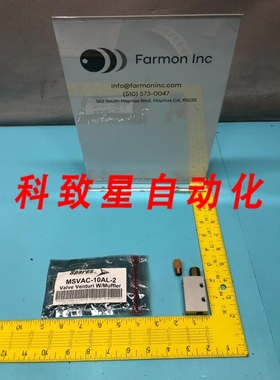 Farmon Inc
info@farmoninc.com
(510) 573-0047
科致星自动化
Spares
MSVAC-10AL-2
Valve Venturi W/Muffler